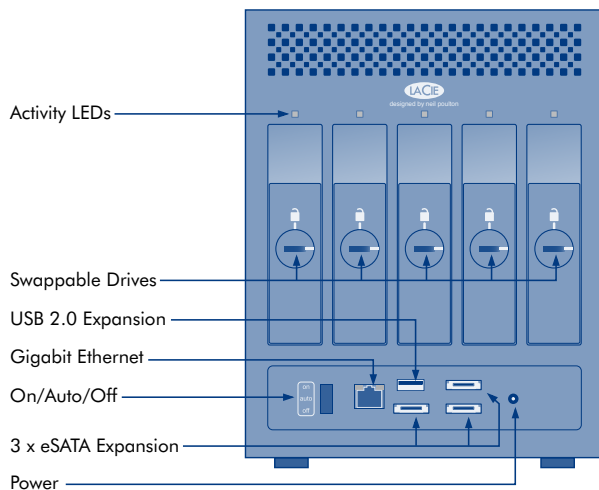 LACIE
designed by neil poulton
Activity LEDs
Swappable Drives
USB 2.0 Expansion
Gigabit Ethernet
On/Auto/Off
on
auto
off
3 x eSATA Expansion
Power